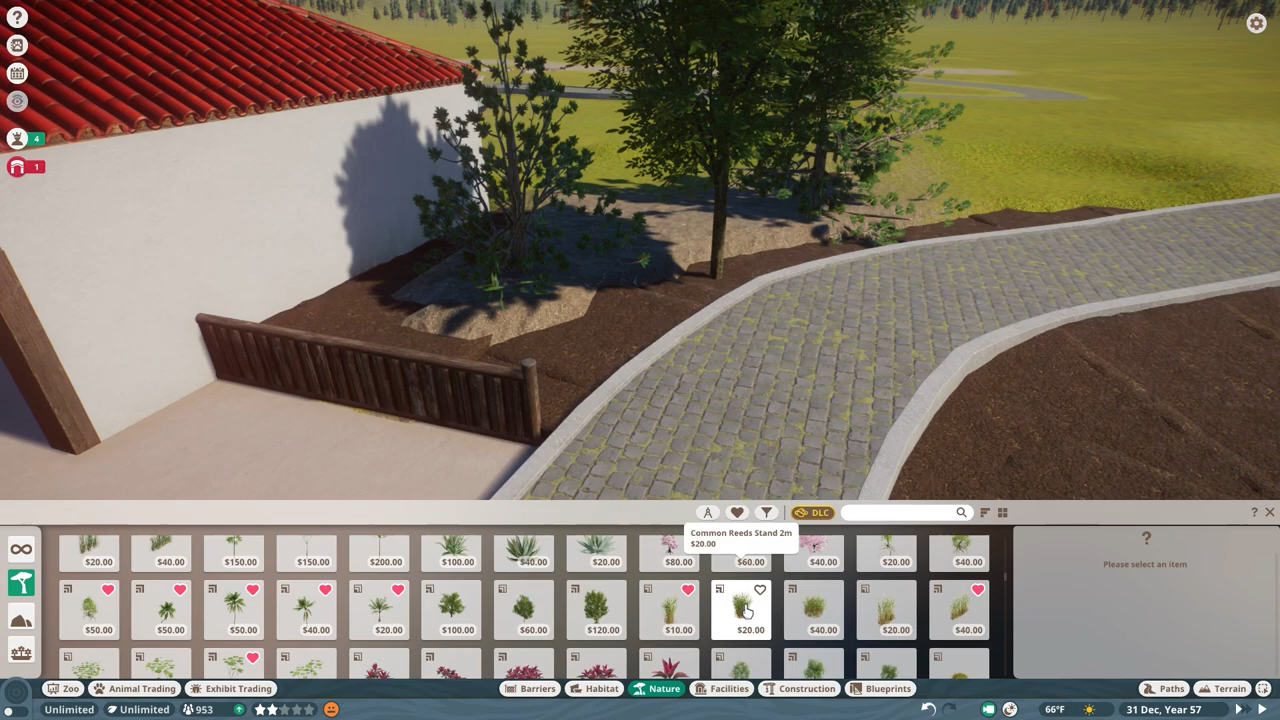 ?
4
1
DLC
?
Common Reeds Stand 2m
$20.00
$20.00 $40.00 $150.00 $150.00 $200.00 $100.00 $40.00 $20.00 $80.00 $60.00 $40.00 $20.00 $40.00
?
Please select an item
$50.00 $50.00 $50.00 $40.00 $20.00 $100.00 $60.00 $120.00 $10.00 $20.00 $40.00 $20.00 $40.00
Zoo Animal Trading Exhibit Trading Barriers Habitat Nature Facilities Construction Blueprints Paths Terrain
Unlimited Unlimited 953 66°F 31 Dec, Year 57